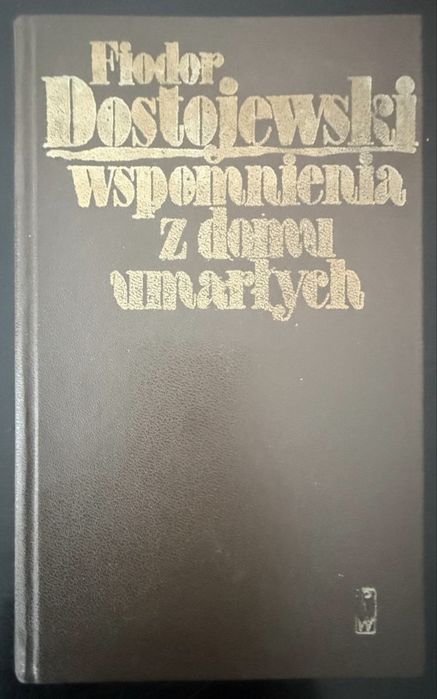 Fiodor
Dostojewski
wspomnienia
z domu
umarłych
P
I
W